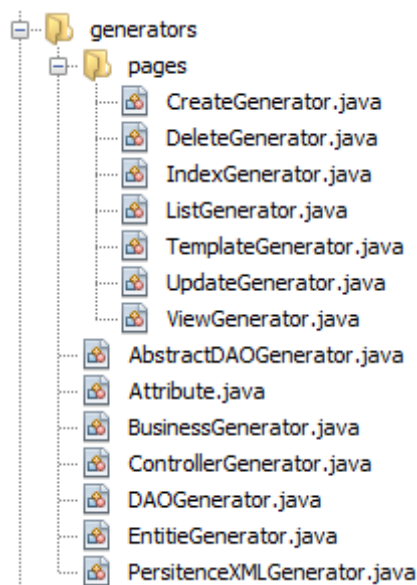 generators
pages
CreateGenerator.java
DeleteGenerator.java
IndexGenerator.java
ListGenerator.java
TemplateGenerator.java
UpdateGenerator.java
ViewGenerator.java
AbstractDAOGenerator.java
Attribute.java
BusinessGenerator.java
ControllerGenerator.java
DAOGenerator.java
EntitieGenerator.java
PersitenceXMLGenerator.java